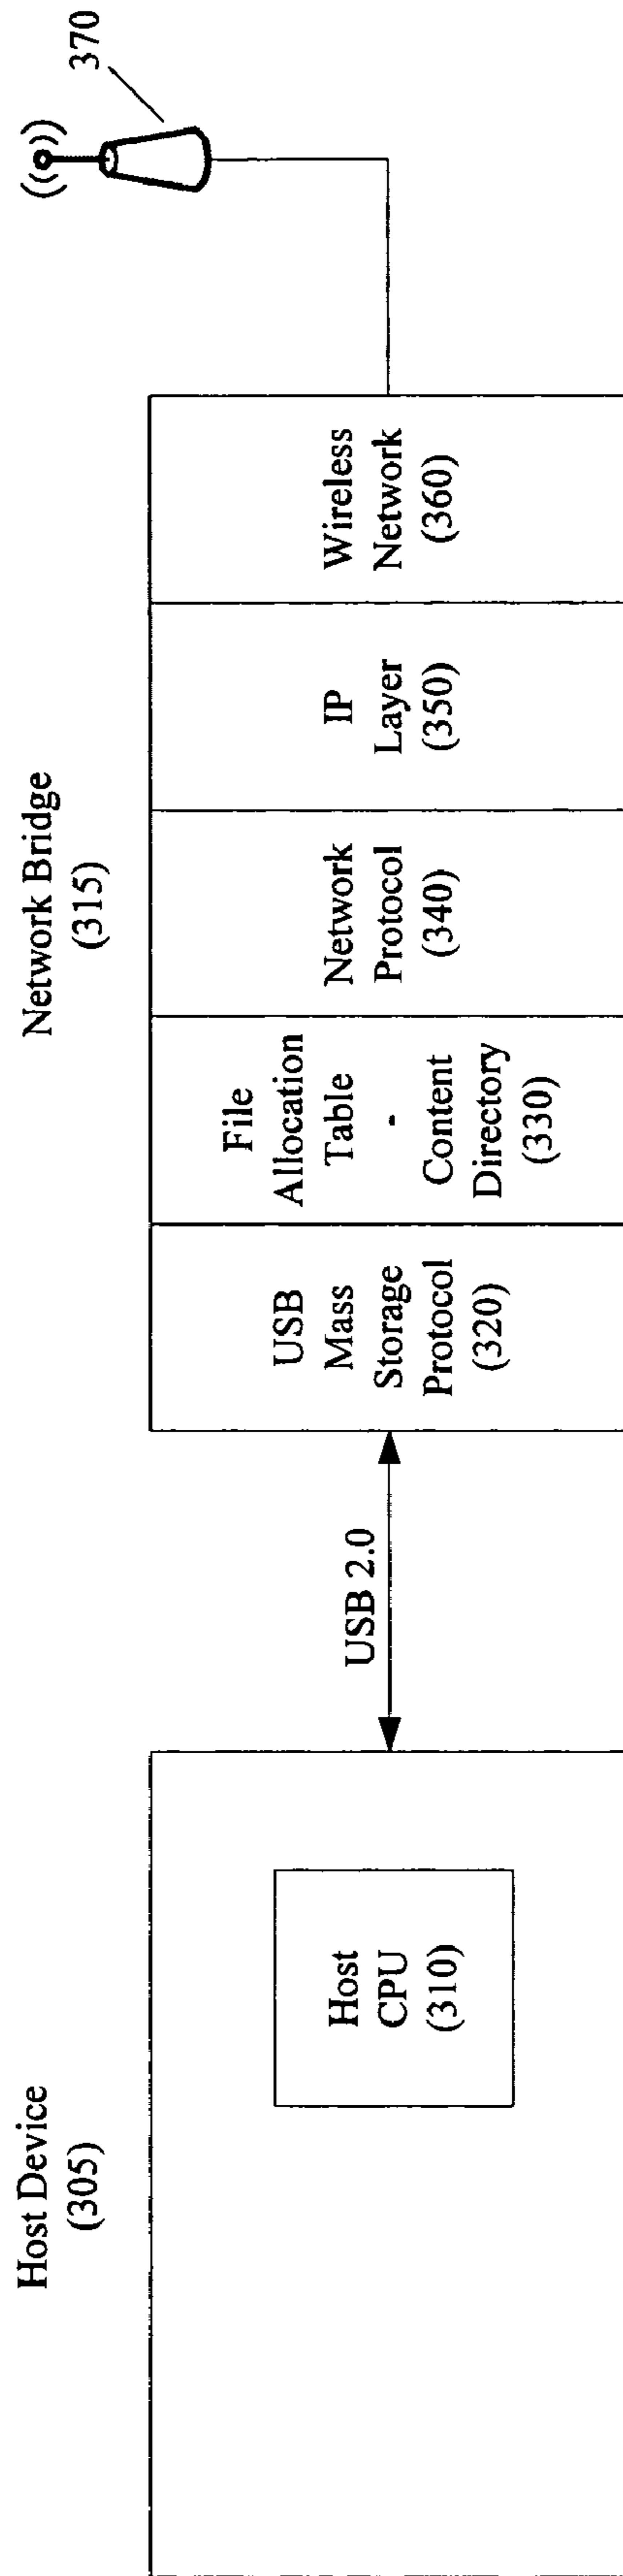 Host Device
(305)
Host
CPU
(310)
USB 2.0
Network Bridge
(315)
USB
Mass
Storage
Protocol
(320)
File
Allocation
Table
-
Content
Directory
(330)
Network
Protocol
(340)
IP
Layer
(350)
Wireless
Network
(360)
370